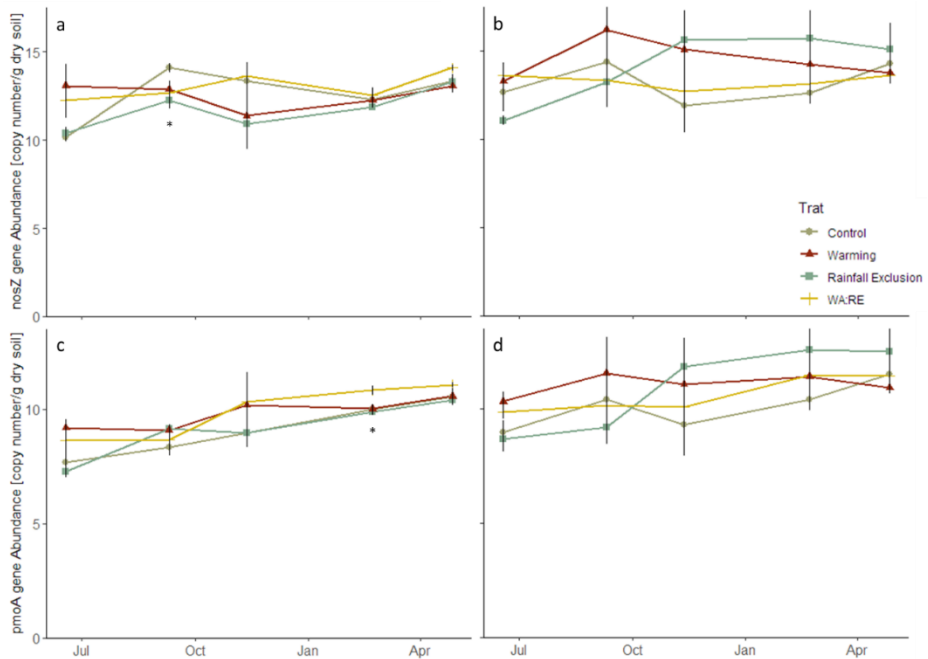 a
b
nosZ gene Abundance [copy number/g dry soil]
15
10
5
0
*
Trat
Control
Warming
Rainfall Exclusion
WA:RE
c
d
pmoA gene Abundance [copy number/g dry soil]
10
5
0
*
Jul
Oct
Jan
Apr
Jul
Oct
Jan
Apr